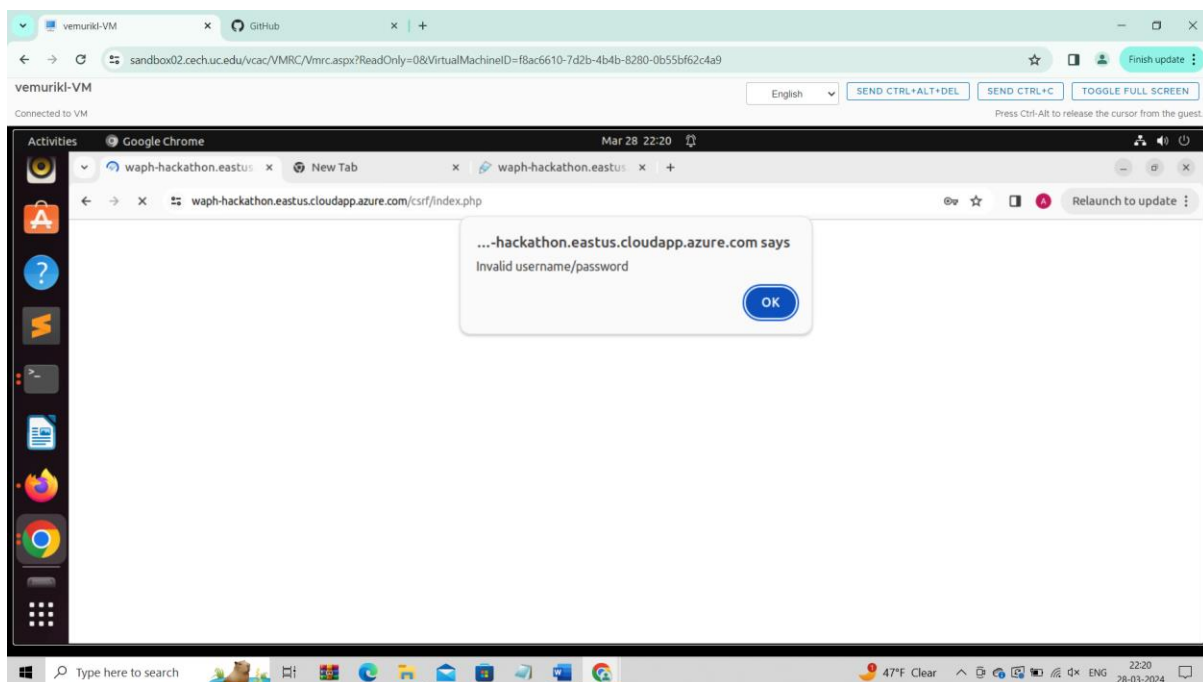 vemurikl-VM
GitHub
sandbox02.cech.uc.edu/vcac/VMRC/Vmrc.aspx?ReadOnly=0&VirtualMachineID=f8ac6610-7d2b-4b4b-8280-0b55bf62c4a9
Finish update
vemurikl-VM
English
SEND CTRL+ALT+DEL
SEND CTRL+C
TOGGLE FULL SCREEN
Connected to VM
Press Ctrl-Alt to release the cursor from the guest.
Activities
Google Chrome
Mar 28 22:20
waph-hackathon.eastus
New Tab
waph-hackathon.eastus
waph-hackathon.eastus.cloudapp.azure.com/csrf/index.php
A
Relaunch to update
...-hackathon.eastus.cloudapp.azure.com says
Invalid username/password
OK
Type here to search
47°F Clear
ENG
22:20
28-03-2024